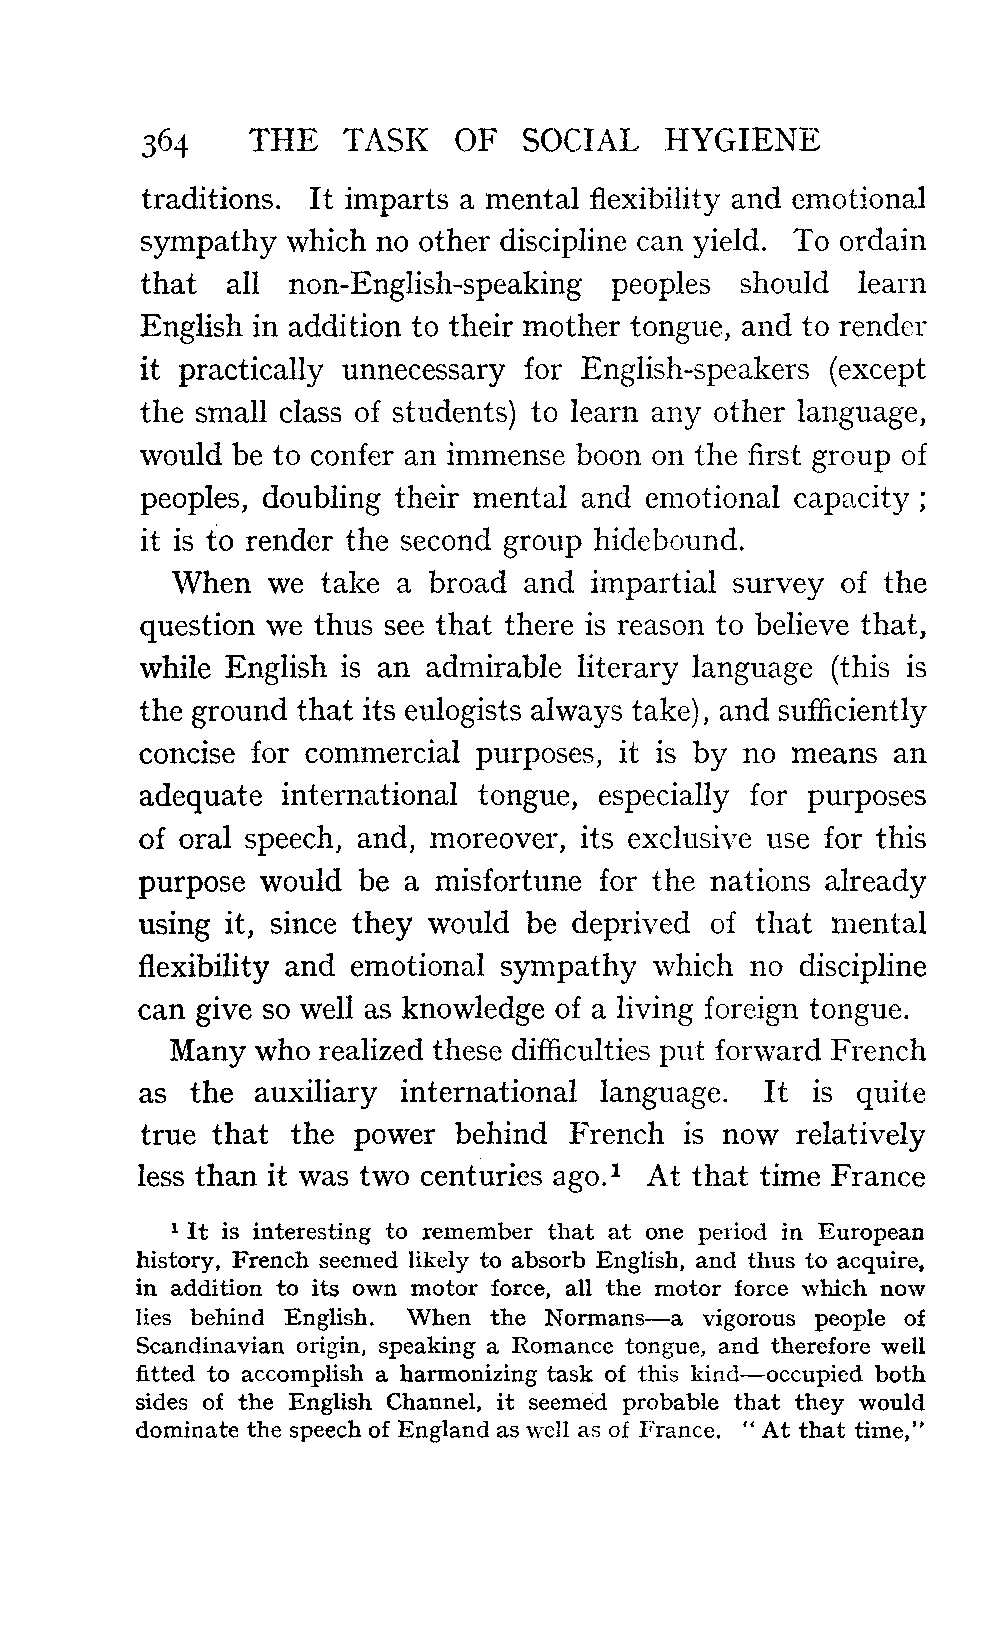 364 THE TASK OF SOCIAL HYGIENE
traditions. It imparts a mental flexibility and emotional
sympathy which no other discipline can yield. To ordain
that all non-English-speaking peoples should learn
English in addition to their mother tongue, and to render
it practically unnecessary for English-speakers (except
the small class of students) to learn any other language,
would be to confer an immense boon on the first group of
peoples, doubling their mental and emotional capacity ;
it is to render the second group hidebound.
When we take a broad and impartial survey of the
question we thus see that there is reason to believe that,
while English is an admirable literary language (this is
the ground that its eulogists always take), and sufficiently
concise for commercial purposes, it is by no means an
adequate international tongue, especially for purposes
of oral speech, and, moreover, its exclusive use for this
purpose would be a misfortune for the nations already
using it, since they would be deprived of that mental
flexibility and emotional sympathy which no discipline
can give so well as knowledge of a living foreign tongue.
Many who realized these difficulties put forward French
as the auxiliary international language. It is quite
true that the power behind French is now relatively
less than it was two centuries ago.¹ At that time France
¹ It is interesting to remember that at one period in European
history, French seemed likely to absorb English, and thus to acquire,
in addition to its own motor force, all the motor force which now
lies behind English. When the Normans—a vigorous people of
Scandinavian origin, speaking a Romance tongue, and therefore well
fitted to accomplish a harmonizing task of this kind—occupied both
sides of the English Channel, it seemed probable that they would
dominate the speech of England as well as of France. "At that time,"